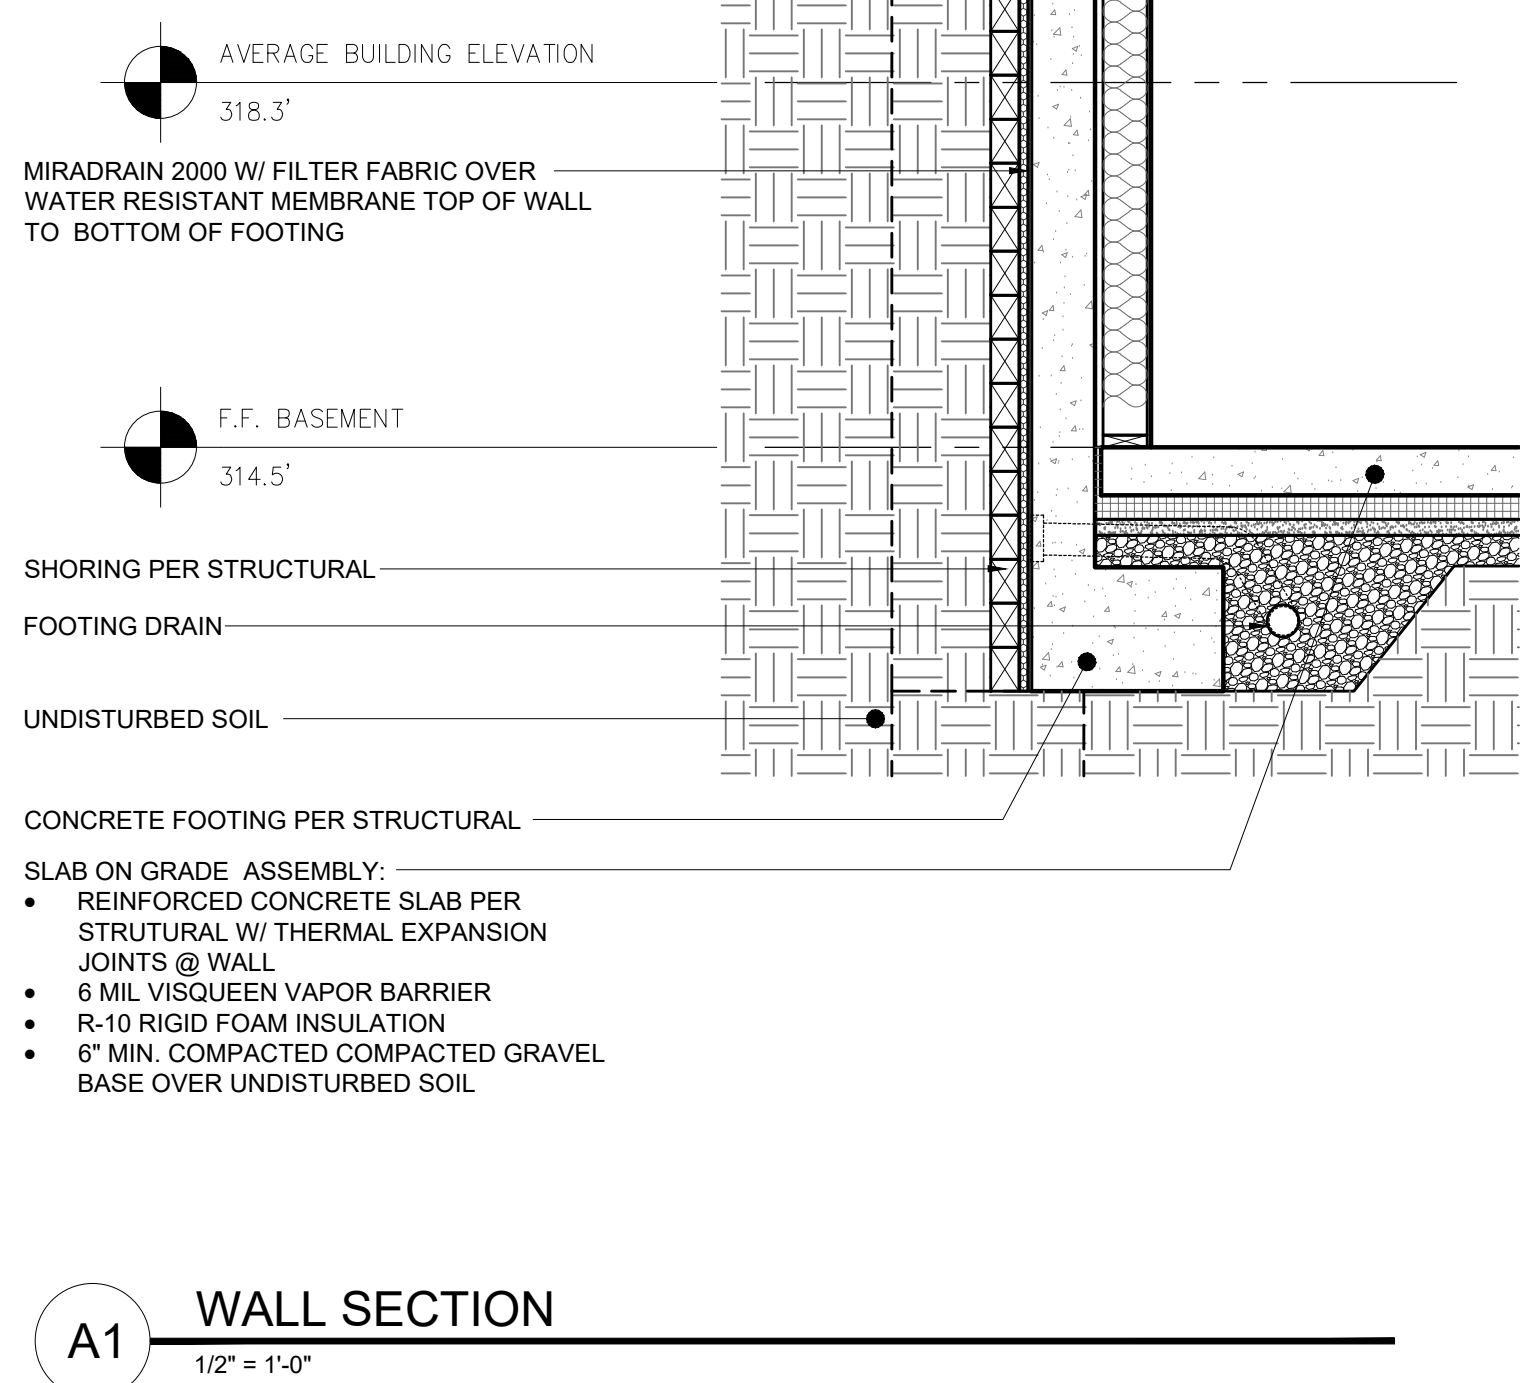 AVERAGE BUILDING ELEVATION
318.3'
MIRADRAIN 2000 W/ FILTER FABRIC OVER
WATER RESISTANT MEMBRANE TOP OF WALL
TO BOTTOM OF FOOTING
F.F. BASEMENT
314.5'
SHORING PER STRUCTURAL
FOOTING DRAIN
UNDISTURBED SOIL
CONCRETE FOOTING PER STRUCTURAL
SLAB ON GRADE ASSEMBLY:
• REINFORCED CONCRETE SLAB PER
STRUTURAL W/ THERMAL EXPANSION
JOINTS @ WALL
• 6 MIL VISQUEEN VAPOR BARRIER
• R-10 RIGID FOAM INSULATION
• 6" MIN. COMPACTED COMPACTED GRAVEL
BASE OVER UNDISTURBED SOIL
WALL SECTION
A1
1/2" = 1'-0"